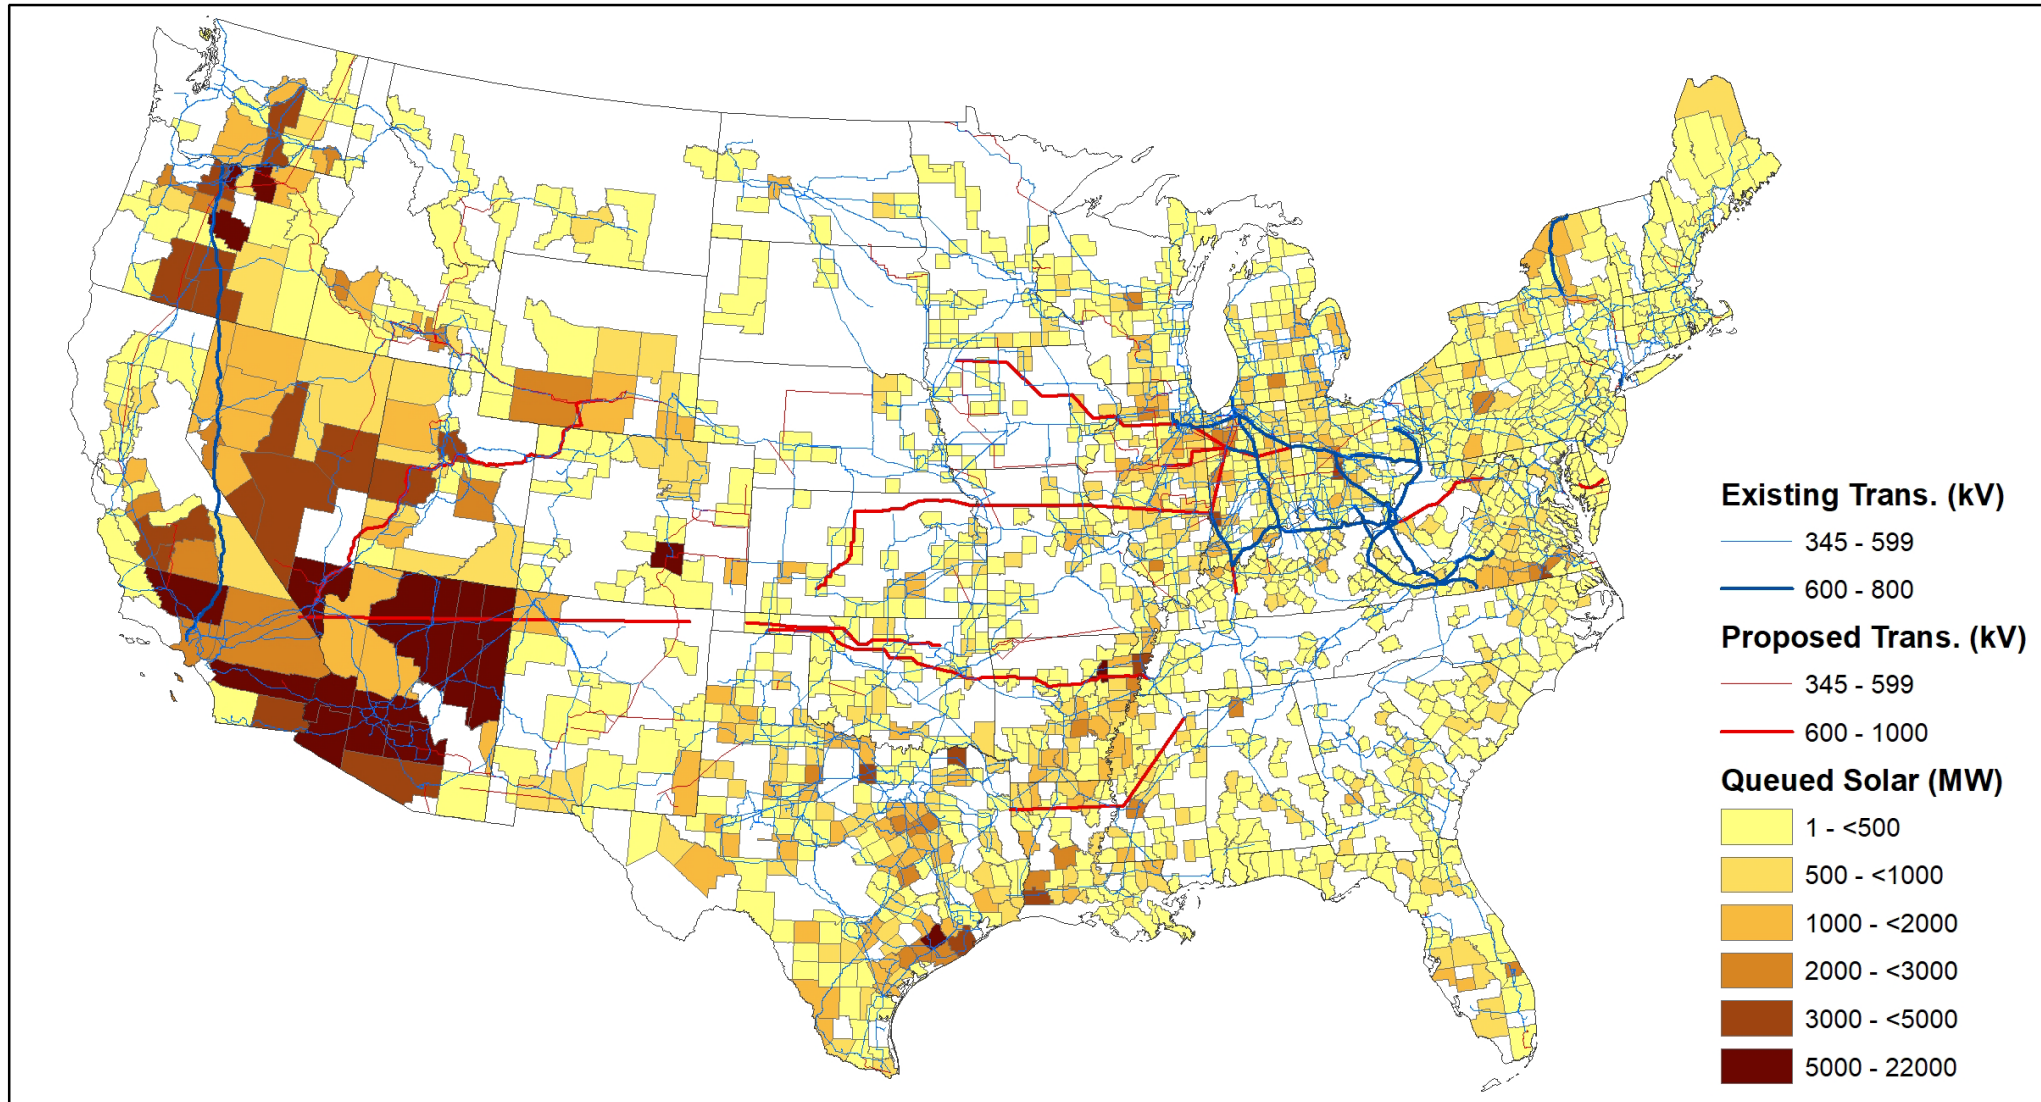 Existing Trans. (kV)
345 - 599
600 - 800
Proposed Trans. (kV)
345 - 599
600 - 1000
Queued Solar (MW)
1 - <500
500 - <1000
1000 - <2000
2000 - <3000
3000 - <5000
5000 - 22000